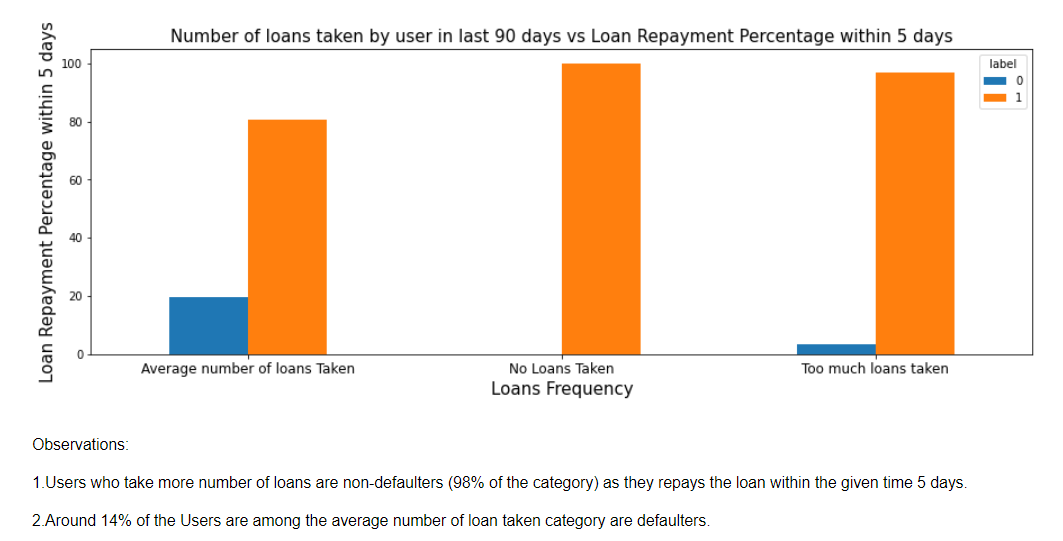 Number of loans taken by user in last 90 days vs Loan Repayment Percentage within 5 days
Loan Repayment Percentage within 5 days
100
80
60
40
20
0
label
0
1
Average number of loans Taken
No Loans Taken
Too much loans taken
Loans Frequency
Observations:
1.Users who take more number of loans are non-defaulters (98% of the category) as they repays the loan within the given time 5 days.
2.Around 14% of the Users are among the average number of loan taken category are defaulters.